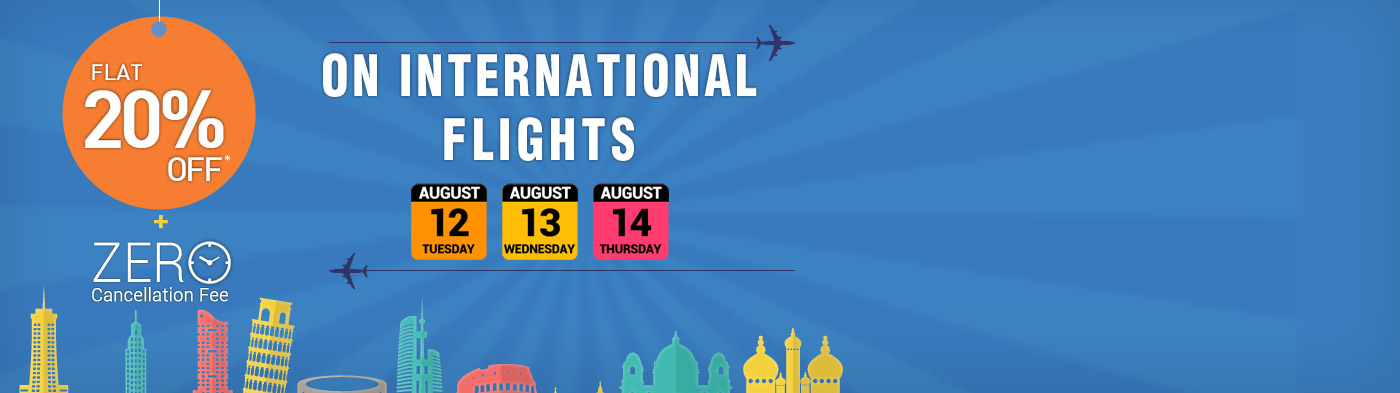 FLAT
20%
OFF*
+
ZERO
Cancellation Fee
ON INTERNATIONAL
FLIGHTS
AUGUST
12
TUESDAY
AUGUST
13
WEDNESDAY
AUGUST
14
THURSDAY